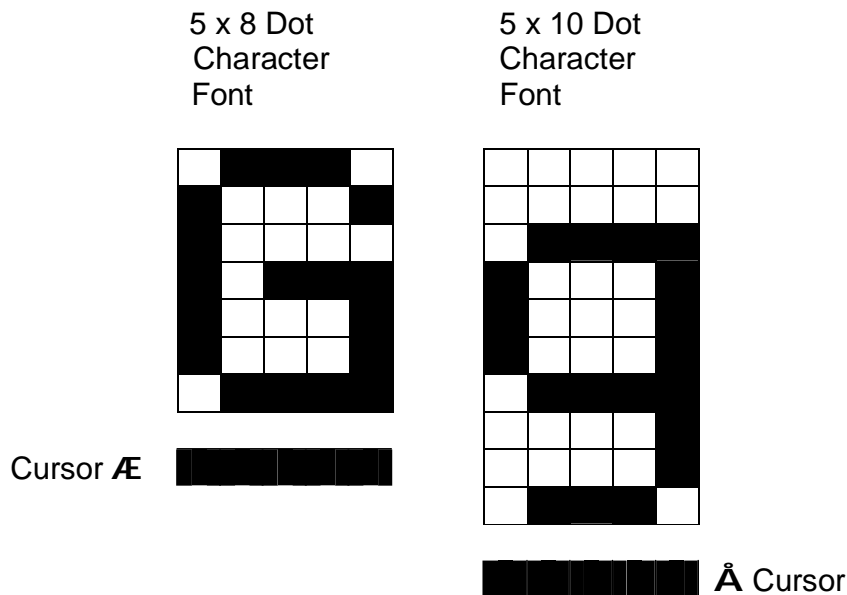 5 x 8 Dot
Character
Font
5 x 10 Dot
Character
Font
Cursor Æ
Å Cursor